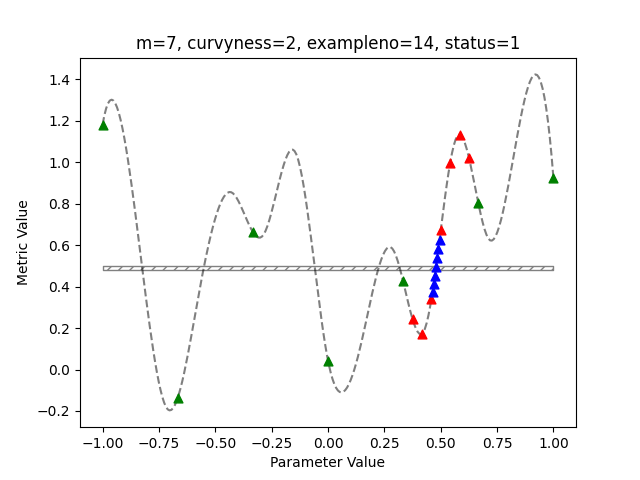 m=7, curvyness=2, exampleno=14, status=1
Metric Value
1.4
1.2
1.0
0.8
0.6
0.4
0.2
0.0
−0.2
−1.00 −0.75 −0.50 −0.25 0.00 0.25 0.50 0.75 1.00
Parameter Value